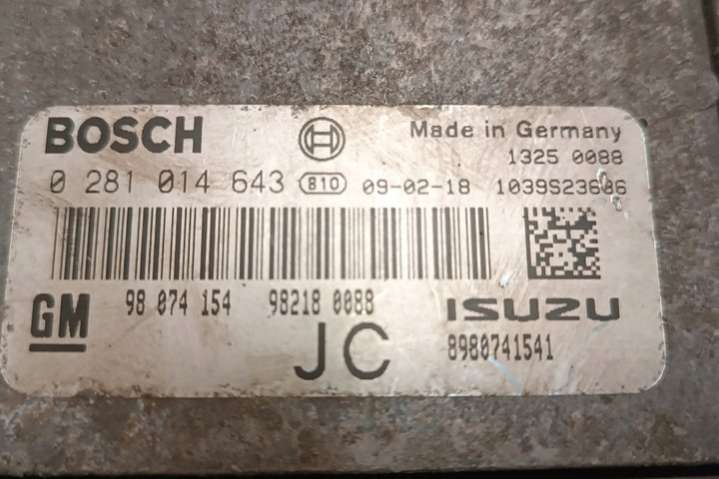 BOSCH Made in Germany
1325 0088
0 281 014 643 810 09-02-18 1039S23606
GM 98 074 154 98218 0088 ISUZU
JC 8980741541